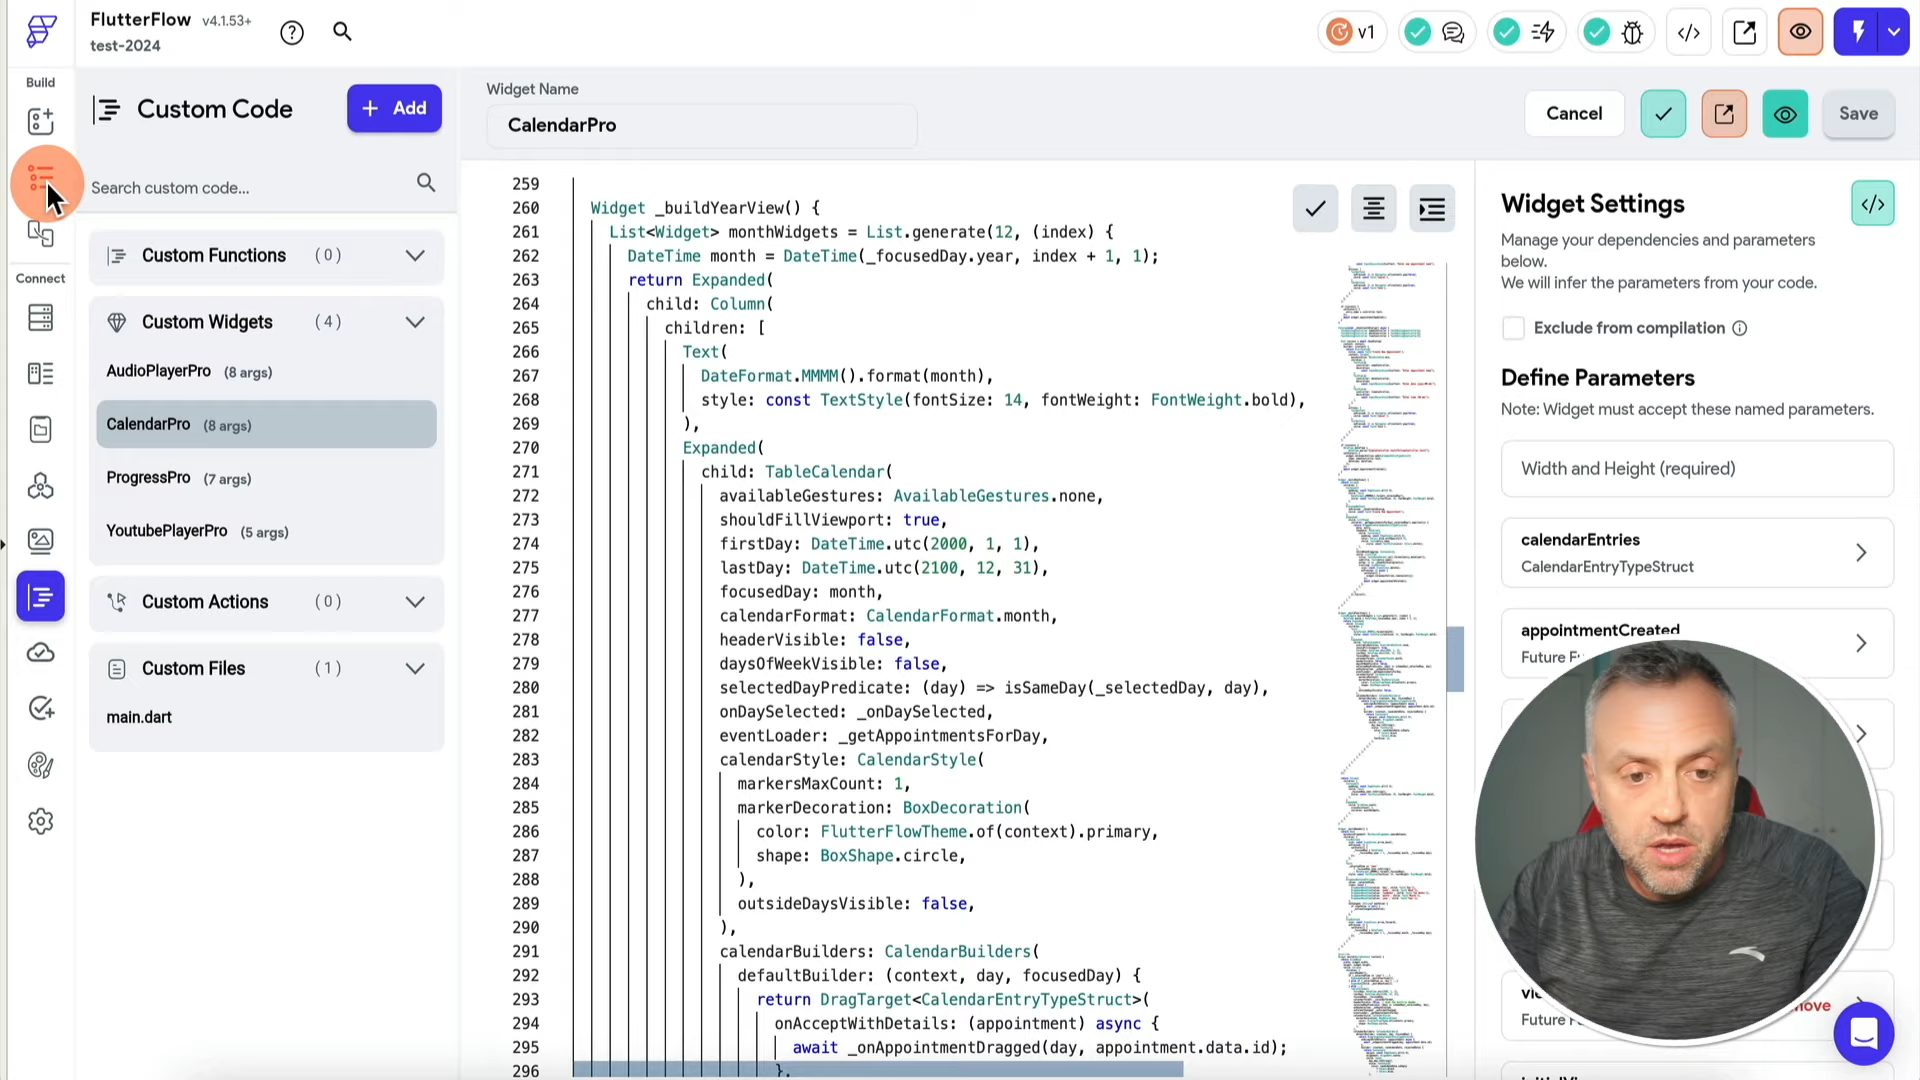 FlutterFlow v4.1.53+
test-2024
v1
Build
Connect
Custom Code
+ Add
Search custom code...
Custom Functions (0)
Custom Widgets (4)
AudioPlayerPro (8 args)
CalendarPro (8 args)
ProgressPro (7 args)
YoutubePlayerPro (5 args)
Custom Actions (0)
Custom Files (1)
main.dart
Widget Name
CalendarPro
Cancel
Save
259
260 Widget _buildYearView() {
261 List<Widget> monthWidgets = List.generate(12, (index) {
262 DateTime month = DateTime(_focusedDay.year, index + 1, 1);
263 return Expanded(
264 child: Column(
265 children: [
266 Text(
267 DateFormat.MMMM().format(month),
268 style: const TextStyle(fontSize: 14, fontWeight: FontWeight.bold),
269 ),
270 Expanded(
271 child: TableCalendar(
272 availableGestures: AvailableGestures.none,
273 shouldFillViewport: true,
274 firstDay: DateTime.utc(2000, 1, 1),
275 lastDay: DateTime.utc(2100, 12, 31),
276 focusedDay: month,
277 calendarFormat: CalendarFormat.month,
278 headerVisible: false,
279 daysOfWeekVisible: false,
280 selectedDayPredicate: (day) => isSameDay(_selectedDay, day),
281 onDaySelected: _onDaySelected,
282 eventLoader: _getAppointmentsForDay,
283 calendarStyle: CalendarStyle(
284 markersMaxCount: 1,
285 markerDecoration: BoxDecoration(
286 color: FlutterFlowTheme.of(context).primary,
287 shape: BoxShape.circle,
288 ),
289 outsideDaysVisible: false,
290 ),
291 calendarBuilders: CalendarBuilders(
292 defaultBuilder: (context, day, focusedDay) {
293 return DragTarget<CalendarEntryTypeStruct>(
294 onAcceptWithDetails: (appointment) async {
295 await _onAppointmentDragged(day, appointment.data.id);
296 },
Widget Settings
Manage your dependencies and parameters
below.
We will infer the parameters from your code.
Exclude from compilation
Define Parameters
Note: Widget must accept these named parameters.
Width and Height (required)
calendarEntries
CalendarEntryTypeStruct
appointmentCreated
Future
Future